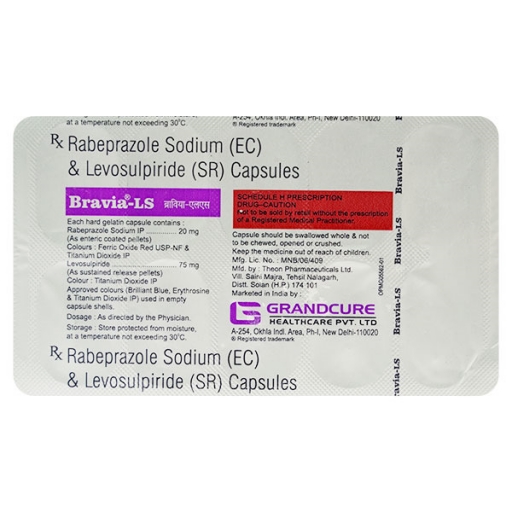 at a temperature not exceeding 30°C.
A-254, Okhla Indl. Area, Ph-I, New Delhi-110020
® Registered trademark
Rx Rabeprazole Sodium (EC)
& Levosulpiride (SR) Capsules
Bravia®-LS ब्राविया-एलएस
Each hard gelatin capsule contains :
Rabeprazole Sodium IP .............. 20 mg
(As enteric coated pellets)
Colours : Ferric Oxide Red USP-NF &
Titanium Dioxide IP
Levosulpiride .............................. 75 mg
(As sustained release pellets)
Colour : Titanium Dioxide IP
Approved colours (Brilliant Blue, Erythrosine
& Titanium Dioxide IP) used in empty
capsule shells.
Dosage : As directed by the Physician.
Storage : Store protected from moisture,
at a temperature not exceeding 30°C.
SCHEDULE H PRESCRIPTION
DRUG-CAUTION
Not to be sold by retail without the prescription
of a Registered Medical Practitioner.
Capsule should be swallowed whole & not
to be chewed, opened or crushed.
Keep the medicine out of reach of children.
Mfg. Lic. No. : MNB/06/409
Mfd. by : Theon Pharmaceuticals Ltd.
Vill. Saini Majra, Tehsil Nalagarh,
Distt. Solan (H.P.) 174 101
Marketed in India by :
GRANDCURE
HEALTHCARE PVT. LTD
A-254, Okhla Indl. Area, Ph-I, New Delhi-110020
® Registered trademark
Rx Rabeprazole Sodium (EC)
& Levosulpiride (SR) Capsules
Bravia-LS
Bravia-LS
Bravia-LS